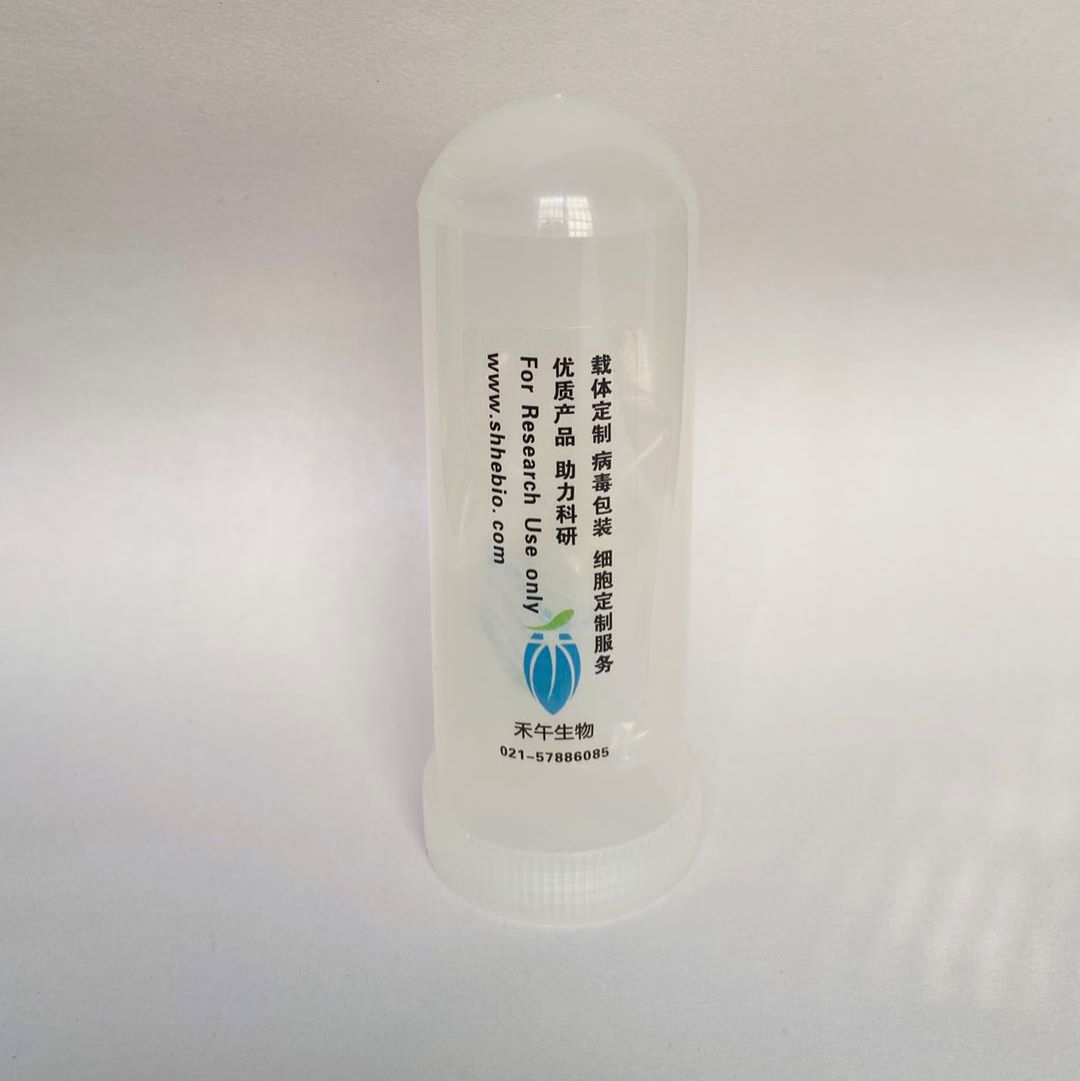 载体定制 病毒包装 细胞定制服务
优质产品 助力科研
For Research Use only
www.shhebio.com
禾午生物
021-57886085